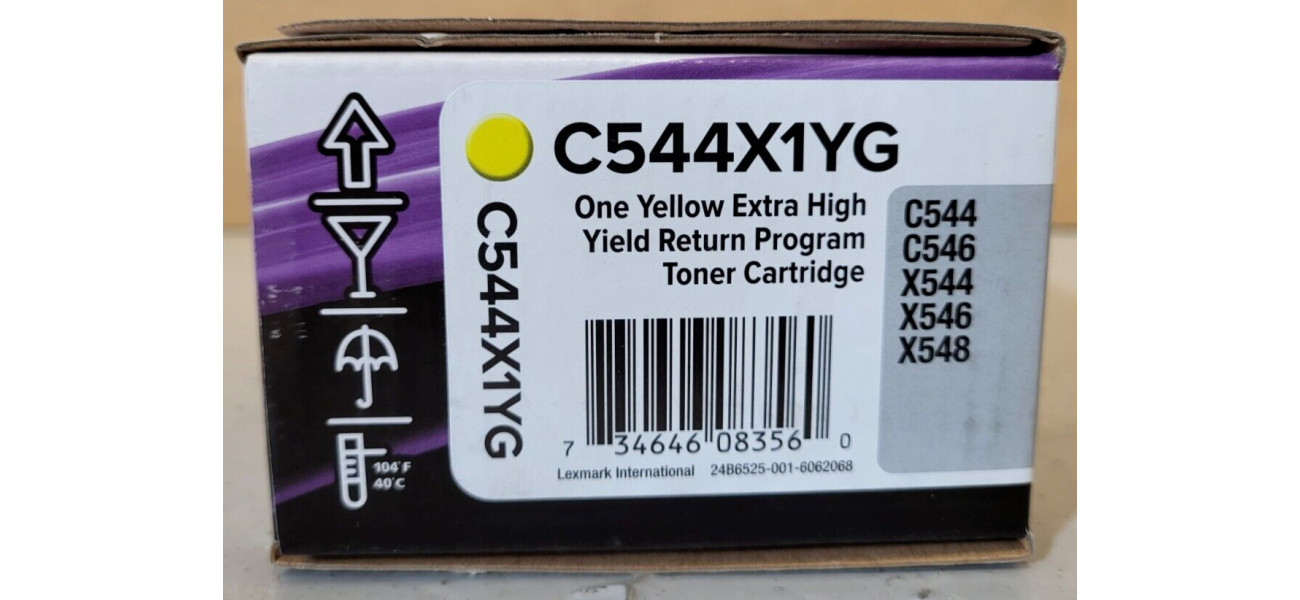 C544X1YG
One Yellow Extra High
Yield Return Program
Toner Cartridge
C544
C546
X544
X546
X548
C544X1YG
7 34646 08356 0
Lexmark International 24B6525-001-6062068
104°F
40°C